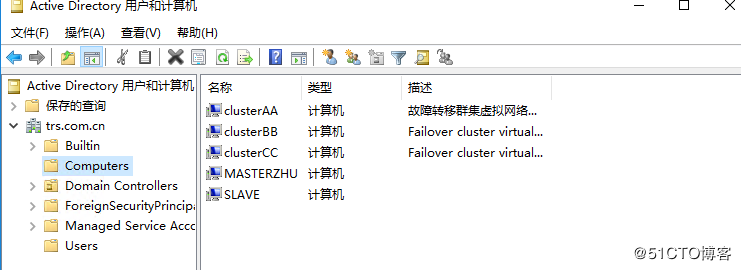 Active Directory 用户和计算机
文件(F) 操作(A) 查看(V) 帮助(H)
Active Directory 用户和计算机
保存的查询
trs.com.cn
Builtin
Computers
Domain Controllers
ForeignSecurityPrincipa
Managed Service Acco
Users
名称 类型 描述
clusterAA 计算机 故障转移群集虚拟网络...
clusterBB 计算机 Failover cluster virtual...
clusterCC 计算机 Failover cluster virtual...
MASTERZHU 计算机
SLAVE 计算机
@51CTO博客